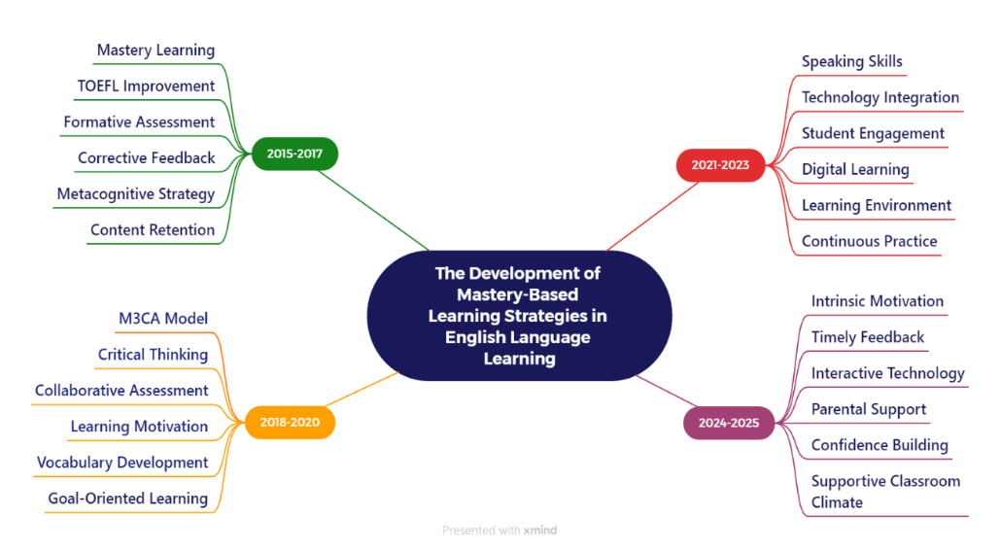 The Development of
Mastery-Based
Learning Strategies in
English Language
Learning
2015-2017
Mastery Learning
TOEFL Improvement
Formative Assessment
Corrective Feedback
Metacognitive Strategy
Content Retention
2018-2020
M3CA Model
Critical Thinking
Collaborative Assessment
Learning Motivation
Vocabulary Development
Goal-Oriented Learning
2021-2023
Speaking Skills
Technology Integration
Student Engagement
Digital Learning
Learning Environment
Continuous Practice
2024-2025
Intrinsic Motivation
Timely Feedback
Interactive Technology
Parental Support
Confidence Building
Supportive Classroom
Climate
Presented with xmind